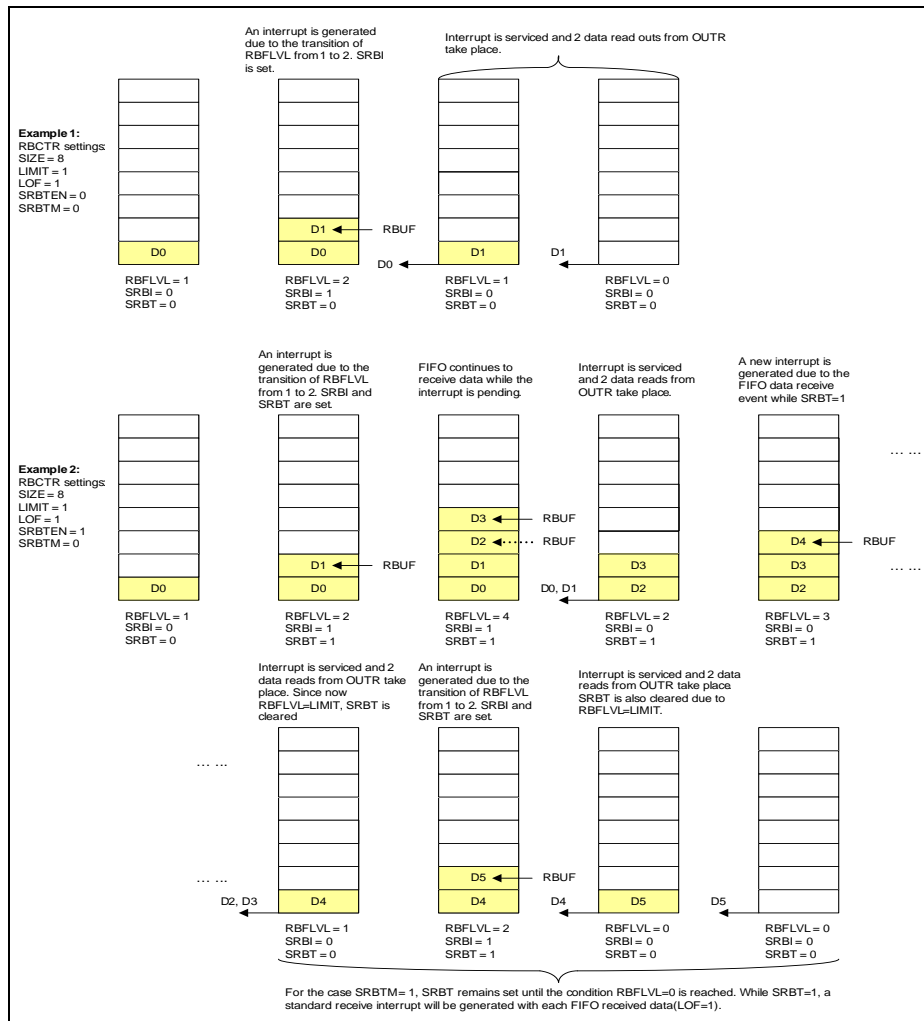 An interrupt is generated
due to the transition of
RBFLVL from 1 to 2. SRBI
is set.
Interrupt is serviced and 2 data read outs from OUTR
take place.
Example 1:
RBCTR settings:
SIZE = 8
LIMIT = 1
LOF = 1
SRBTEN = 0
SRBTM = 0
D0
D1
D0
RBUF
D0
D1
D1
RBFLVL = 1
SRBI = 0
SRBT = 0
RBFLVL = 2
SRBI = 1
SRBT = 0
RBFLVL = 1
SRBI = 0
SRBT = 0
RBFLVL = 0
SRBI = 0
SRBT = 0
An interrupt is
generated due to the
transition of RBFLVL
from 1 to 2. SRBI and
SRBT are set.
FIFO continues to
receive data while the
interrupt is pending.
Interrupt is serviced
and 2 data reads from
OUTR take place.
A new interrupt is
generated due to the
FIFO data receive
event while SRBT=1
Example 2:
RBCTR settings:
SIZE = 8
LIMIT = 1
LOF = 1
SRBTEN = 1
SRBTM = 0
D0
D1
D0
RBUF
D3
D2
D1
D0
RBUF
RBUF
D0, D1
D3
D2
D4
D3
D2
RBUF
... ...
... ...
RBFLVL = 1
SRBI = 0
SRBT = 0
RBFLVL = 2
SRBI = 1
SRBT = 1
RBFLVL = 4
SRBI = 1
SRBT = 1
RBFLVL = 2
SRBI = 0
SRBT = 1
RBFLVL = 3
SRBI = 0
SRBT = 1
Interrupt is serviced and 2
data reads from OUTR take
place. Since now
RBFLVL=LIMIT, SRBT is
cleared
An interrupt is
generated due to the
transition of RBFLVL
from 1 to 2. SRBI and
SRBT are set.
Interrupt is serviced and 2 data
reads from OUTR take place.
SRBT is also cleared due to
RBFLVL=LIMIT.
... ...
... ...
D2, D3
D4
D5
D4
RBUF
D4
D5
D5
RBFLVL = 1
SRBI = 0
SRBT = 0
RBFLVL = 2
SRBI = 1
SRBT = 1
RBFLVL = 0
SRBI = 0
SRBT = 0
RBFLVL = 0
SRBI = 0
SRBT = 0
For the case SRBTM= 1, SRBT remains set until the condition RBFLVL=0 is reached. While SRBT=1, a
standard receive interrupt will be generated with each FIFO received data(LOF=1).